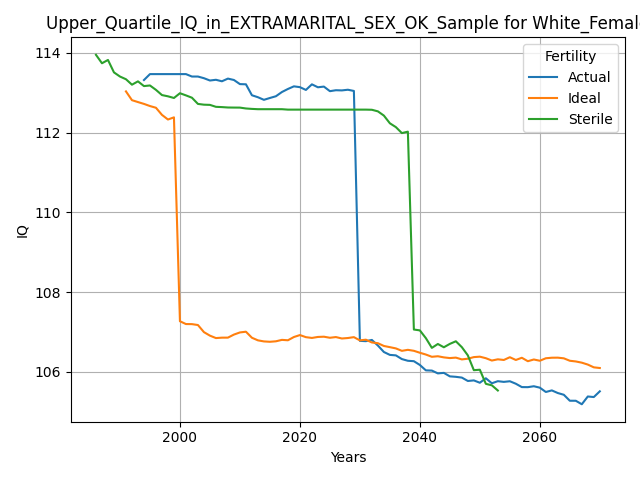 Upper_Quartile_IQ_in_EXTRAMARITAL_SEX_OK_Sample for White_Femal
114
112
110
108
106
IQ
Fertility
Actual
Ideal
Sterile
2000 2020 2040 2060
Years